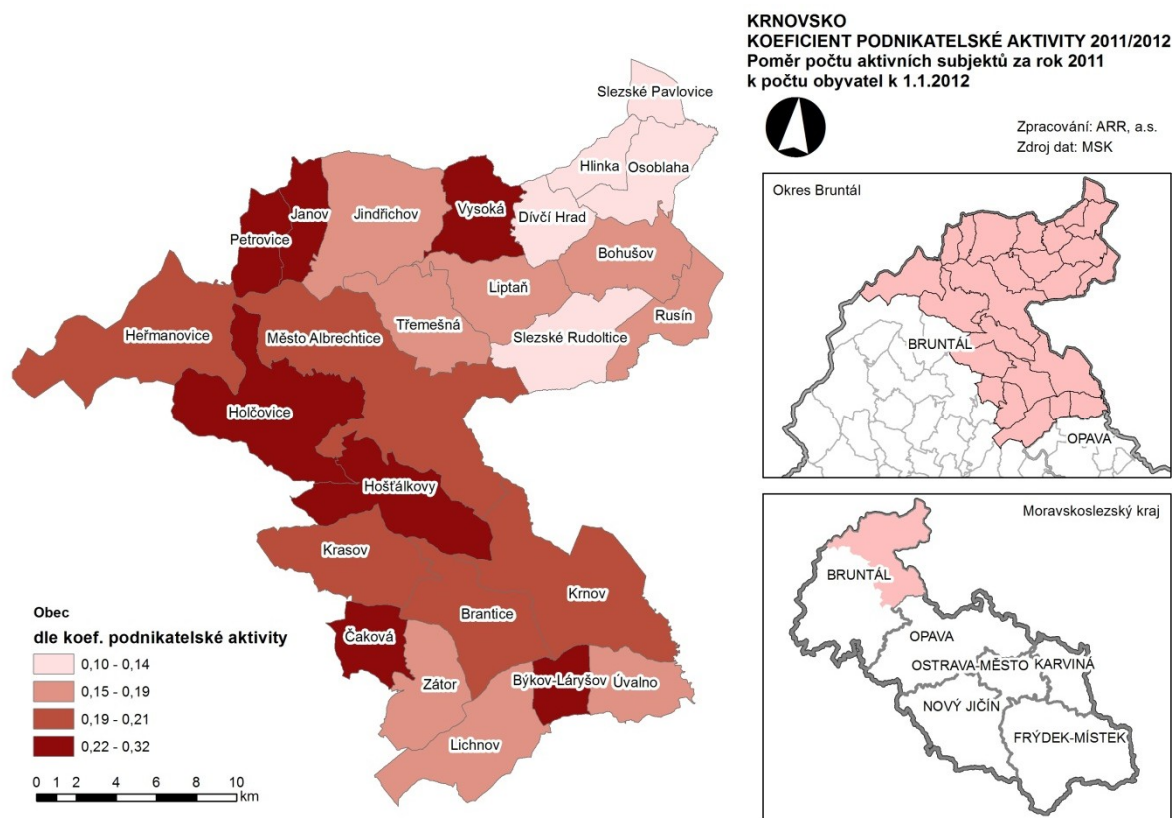 KRNOVSKO
KOEFICIENT PODNIKATELSKÉ AKTIVITY 2011/2012
Poměr počtu aktivních subjektů za rok 2011
k počtu obyvatel k 1.1.2012
Zpracování: ARR, a.s.
Zdroj dat: MSK
Slezské Pavlovice
Hlinka
Osoblaha
Dívčí Hrad
Vysoká
Jindřichov
Janov
Petrovice
Bohušov
Liptaň
Rusín
Třemešná
Slezské Rudoltice
Heřmanovice
Město Albrechtice
Holčovice
Hošťálkovy
Krasov
Krnov
Brantice
Čaková
Zátor
Býkov-Láryšov
Úvalno
Lichnov
Obec
dle koef. podnikatelské aktivity
0,10 - 0,14
0,15 - 0,19
0,19 - 0,21
0,22 - 0,32
0 1 2 4 6 8 10
km
Okres Bruntál
BRUNTÁL
OPAVA
Moravskoslezský kraj
BRUNTÁL
OPAVA
OSTRAVA-MĚSTO
KARVINÁ
NOVÝ JIČÍN
FRÝDEK-MÍSTEK